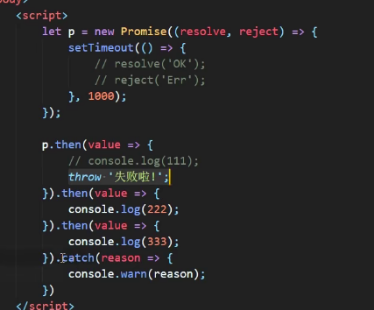 body>
<script>
let p = new Promise((resolve, reject) => {
setTimeout(() => {
// resolve('OK');
// reject('Err');
}, 1000);
});
p.then(value => {
// console.log(111);
throw '失败啦!';
}).then(value => {
console.log(222);
}).then(value => {
console.log(333);
}).catch(reason => {
console.warn(reason);
})
</script>